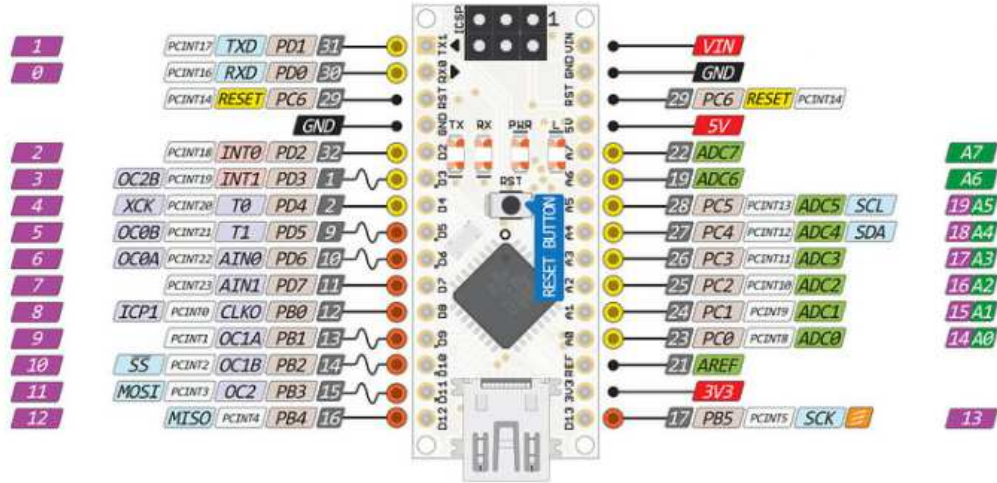 ICSP 1
1 PCINT17 TXD PD1 31 TX1 VIN VIN
0 PCINT16 RXD PD0 30 RX0 GND GND
PCINT14 RESET PC6 29 RST RST 29 PC6 RESET PCINT14
GND GND 5V 5V
TX RX PWR L
2 PCINT18 INT0 PD2 32 D2 A7 22 ADC7 A7
3 OC2B PCINT19 INT1 PD3 1 D3 A6 19 ADC6 A6
RST
4 XCK PCINT20 T0 PD4 2 D4 A5 28 PC5 PCINT13 ADC5 SCL 19 A5
5 OC0B PCINT21 T1 PD5 9 D5 A4 27 PC4 PCINT12 ADC4 SDA 18 A4
6 OC0A PCINT22 AIN0 PD6 10 D6 A3 26 PC3 PCINT11 ADC3 17 A3
RESET BUTTON
7 PCINT23 AIN1 PD7 11 D7 A2 25 PC2 PCINT10 ADC2 16 A2
8 ICP1 PCINT0 CLKO PB0 12 D8 A1 24 PC1 PCINT9 ADC1 15 A1
9 PCINT1 OC1A PB1 13 D9 A0 23 PC0 PCINT8 ADC0 14 A0
10 SS PCINT2 OC1B PB2 14 D10 REF 21 AREF
11 MOSI PCINT3 OC2 PB3 15 D11 3V3 3V3
12 MISO PCINT4 PB4 16 D12 D13 17 PB5 PCINT5 SCK 13